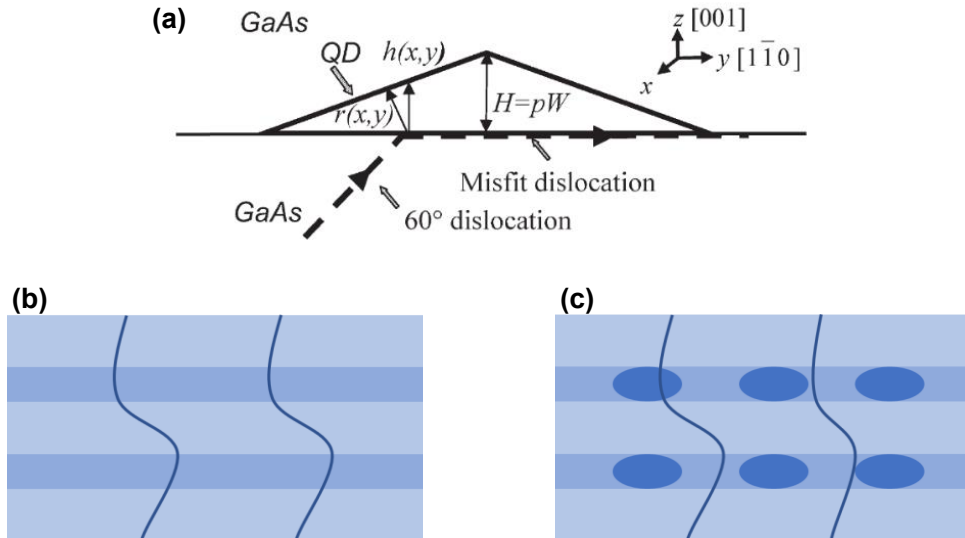 (a)
GaAs
QD
h(x,y)
r(x,y)
H=pW
z [001]
y [11̅0]
x
Misfit dislocation
GaAs
60° dislocation
(b)
(c)